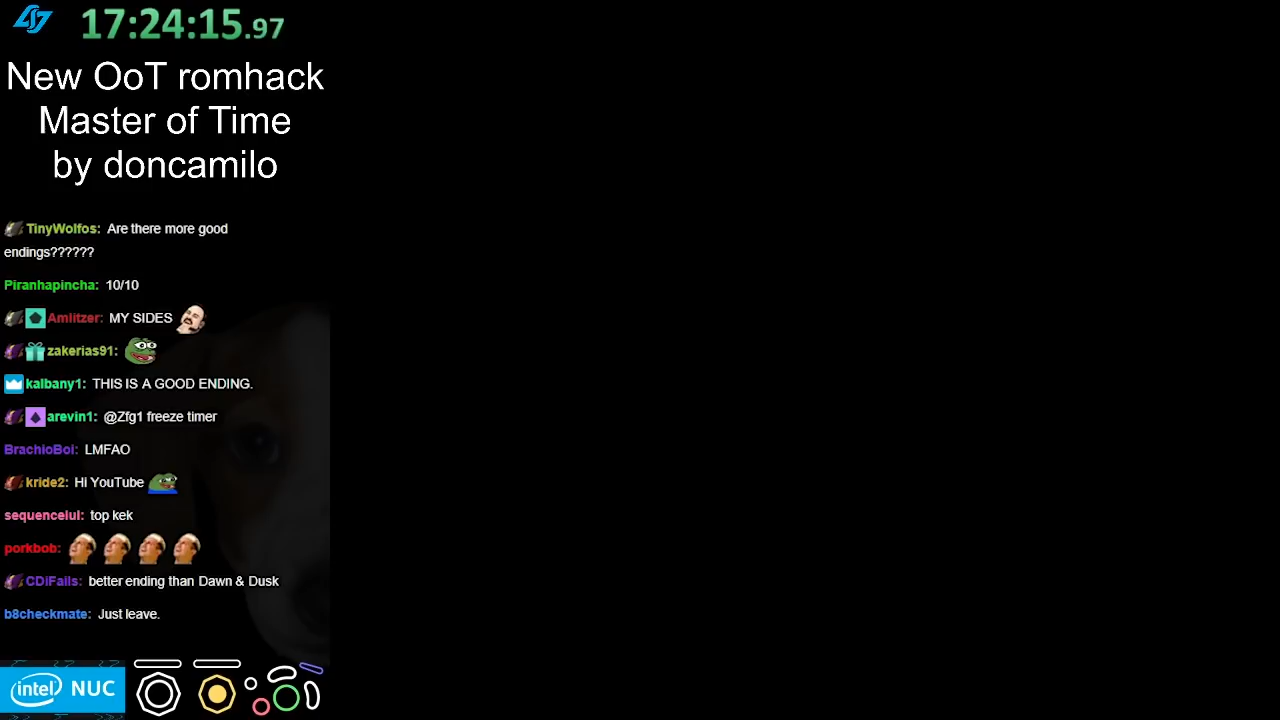 17:24:15.97
New OoT romhack
Master of Time
by doncamilo
TinyWolfos: Are there more good
endings??????
Piranhapincha: 10/10
Amlitzer: MY SIDES
zakerias91:
kalbany1: THIS IS A GOOD ENDING.
arevin1: @Zfg1 freeze timer
BrachioBoi: LMFAO
kride2: Hi YouTube
sequencelul: top kek
porkbob:
CDiFails: better ending than Dawn & Dusk
b8checkmate: Just leave.
intel NUC